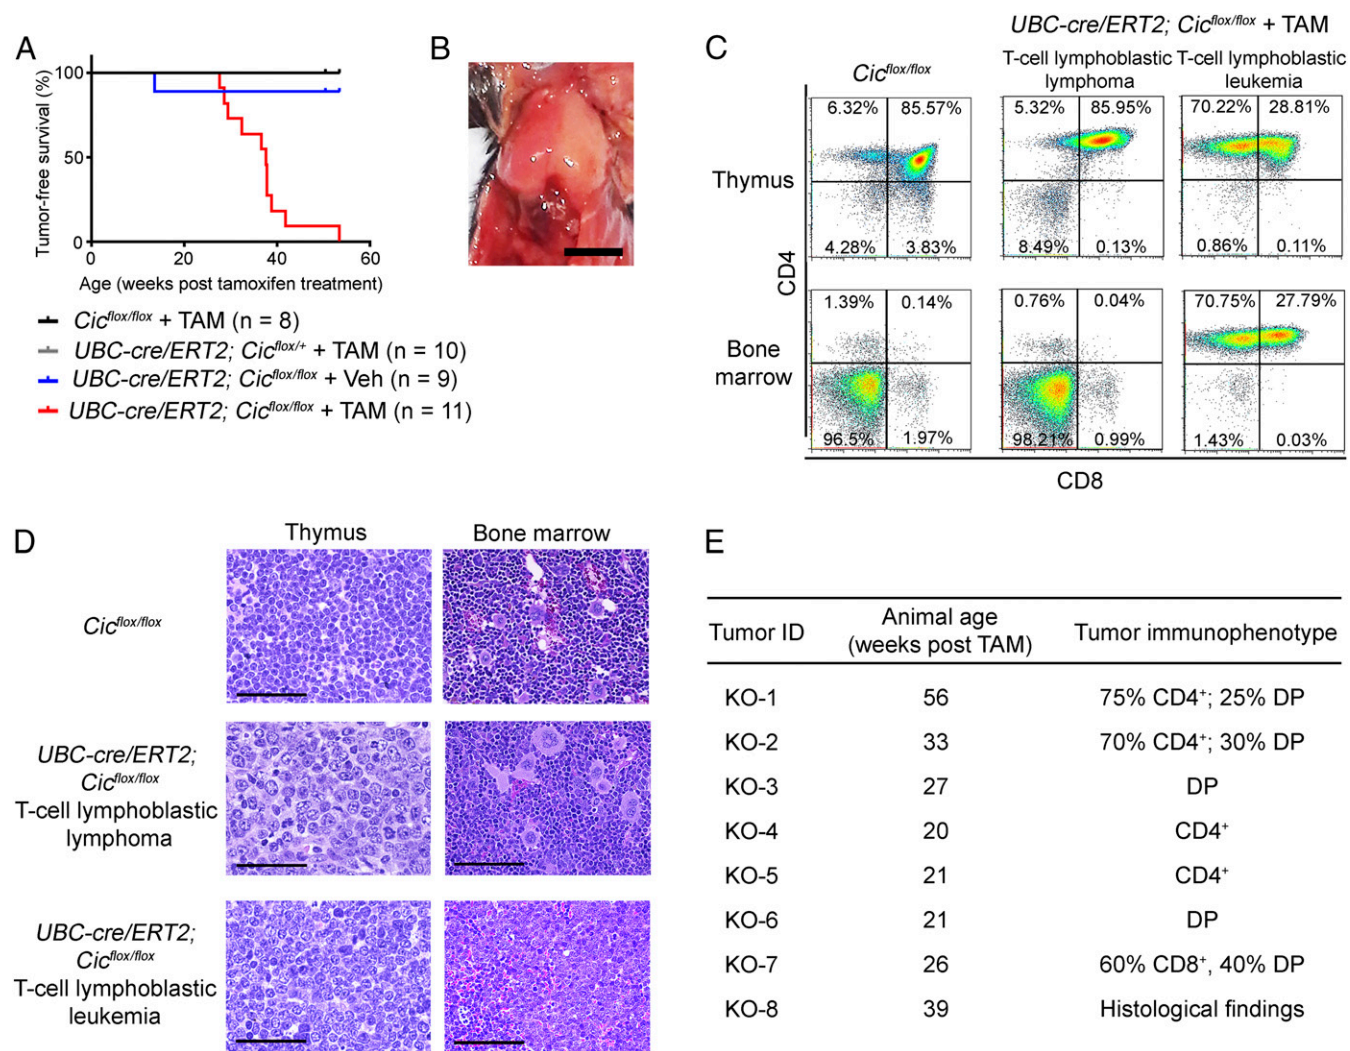 A
Tumor-free survival (%)
100
50
0
0 20 40 60
Age (weeks post tamoxifen treatment)
Cicflox/flox + TAM (n = 8)
UBC-cre/ERT2; Cicflox/+ + TAM (n = 10)
UBC-cre/ERT2; Cicflox/flox + Veh (n = 9)
UBC-cre/ERT2; Cicflox/flox + TAM (n = 11)
B
C
UBC-cre/ERT2; Cicflox/flox + TAM
Cicflox/flox
T-cell lymphoblastic
lymphoma
T-cell lymphoblastic
leukemia
Thymus
6.32% 85.57%
4.28% 3.83%
5.32% 85.95%
8.49% 0.13%
70.22% 28.81%
0.86% 0.11%
CD4
Bone
marrow
1.39% 0.14%
96.5% 1.97%
0.76% 0.04%
98.21% 0.99%
70.75% 27.79%
1.43% 0.03%
CD8
D
Thymus Bone marrow
Cicflox/flox
UBC-cre/ERT2;
Cicflox/flox
T-cell lymphoblastic
lymphoma
UBC-cre/ERT2;
Cicflox/flox
T-cell lymphoblastic
leukemia
E
Tumor ID Animal age (weeks post TAM) Tumor immunophenotype
KO-1 56 75% CD4⁺; 25% DP
KO-2 33 70% CD4⁺; 30% DP
KO-3 27 DP
KO-4 20 CD4⁺
KO-5 21 CD4⁺
KO-6 21 DP
KO-7 26 60% CD8⁺, 40% DP
KO-8 39 Histological findings